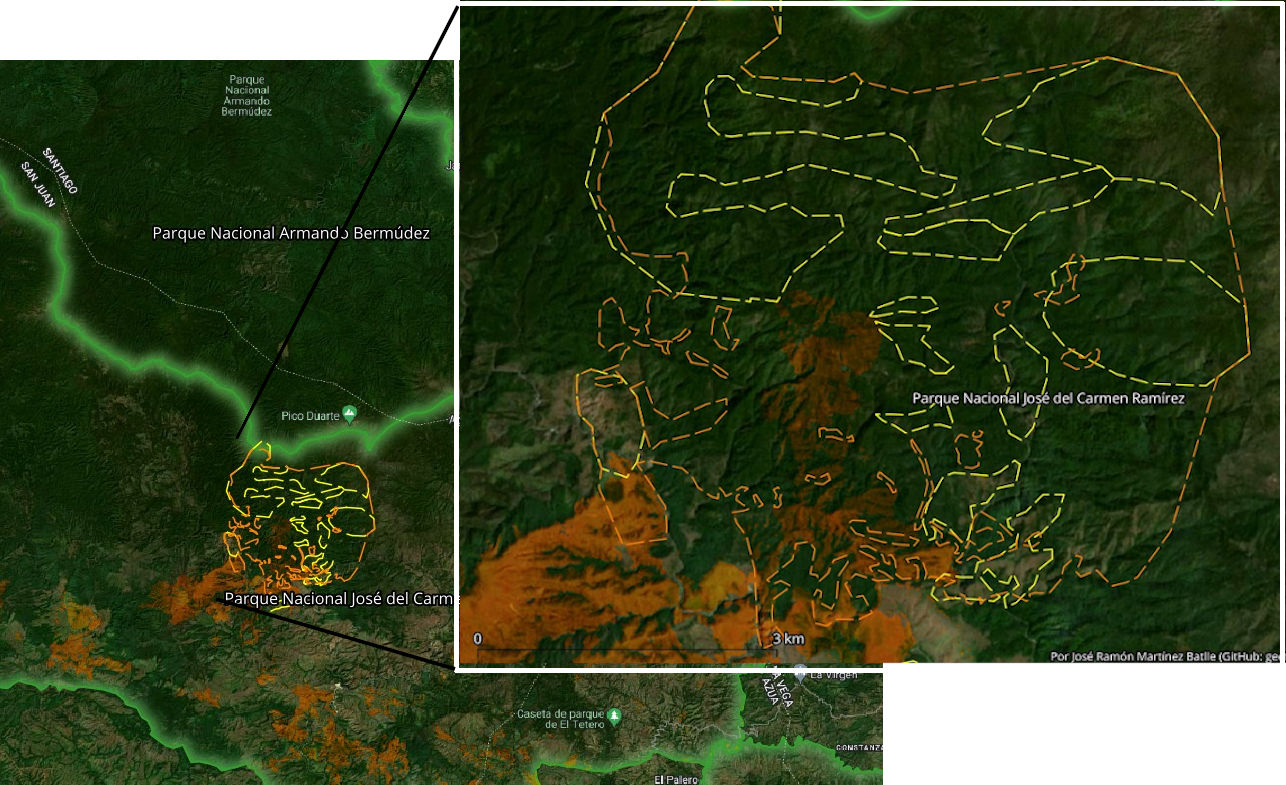 Parque
Nacional
Armando
Bermúdez
SANTIAGO
SAN JUAN
Parque Nacional Armando Bermúdez
Pico Duarte
Parque Nacional José del Carm
Parque Nacional José del Carmen Ramírez
0
3 km
Por José Ramón Martínez Batlle (GitHub: ge
La Virgen
LA VEGA
AZUA
Caseta de parque
de El Tetero
CONSTANZA
El Palero